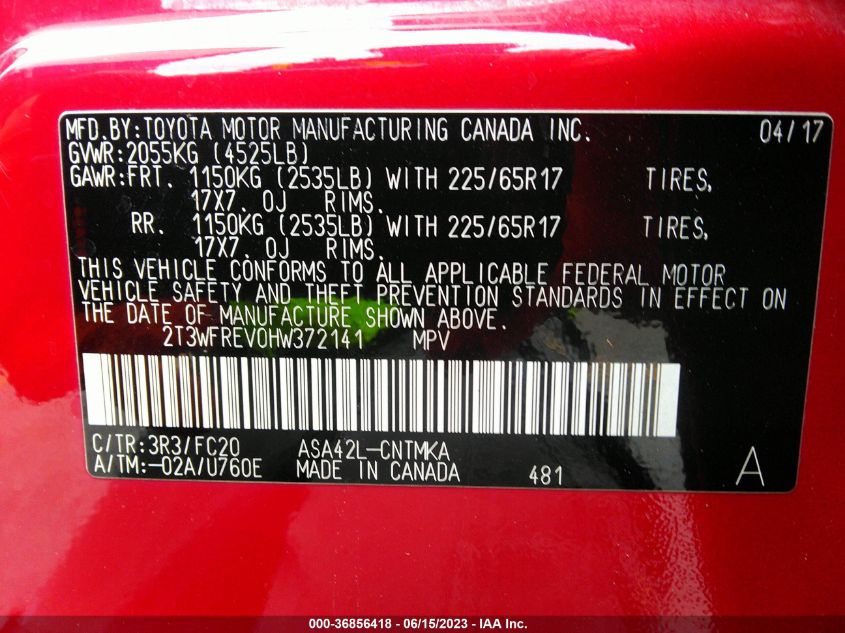 MFD.BY:TOYOTA MOTOR MANUFACTURING CANADA INC. 04/17
GVWR:2055KG (4525LB)
GAWR:FRT. 1150KG (2535LB) WITH 225/65R17 TIRES,
17X7. OJ RIMS.
RR. 1150KG (2535LB) WITH 225/65R17 TIRES,
17X7. OJ RIMS.
THIS VEHICLE CONFORMS TO ALL APPLICABLE FEDERAL MOTOR
VEHICLE SAFETY AND THEFT PREVENTION STANDARDS IN EFFECT ON
THE DATE OF MANUFACTURE SHOWN ABOVE.
2T3WFREV0HW372141 MPV
C/TR:3R3/FC20 ASA42L-CNTMKA
A/TM:-02A/U760E MADE IN CANADA 481 A
000-36856418 - 06/15/2023 - IAA Inc.